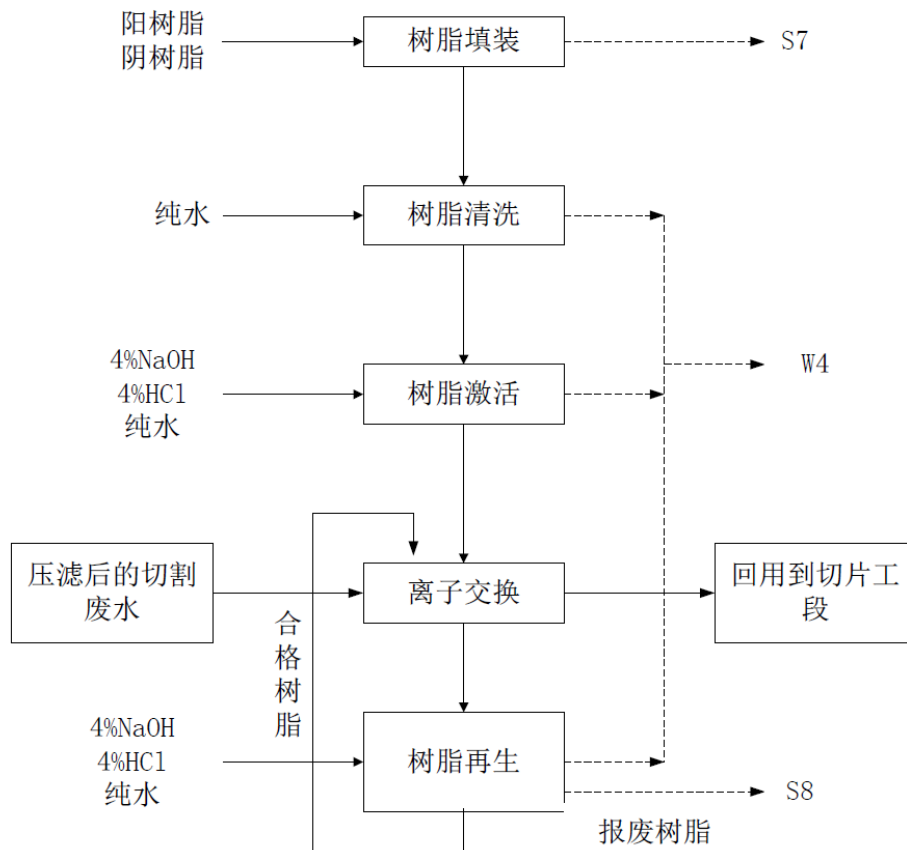 阳树脂
阴树脂
树脂填装
S7
纯水
树脂清洗
4%NaOH
4%HCl
纯水
树脂激活
W4
压滤后的切割
废水
离子交换
回用到切片工
段
合
格
树
脂
4%NaOH
4%HCl
纯水
树脂再生
S8
报废树脂